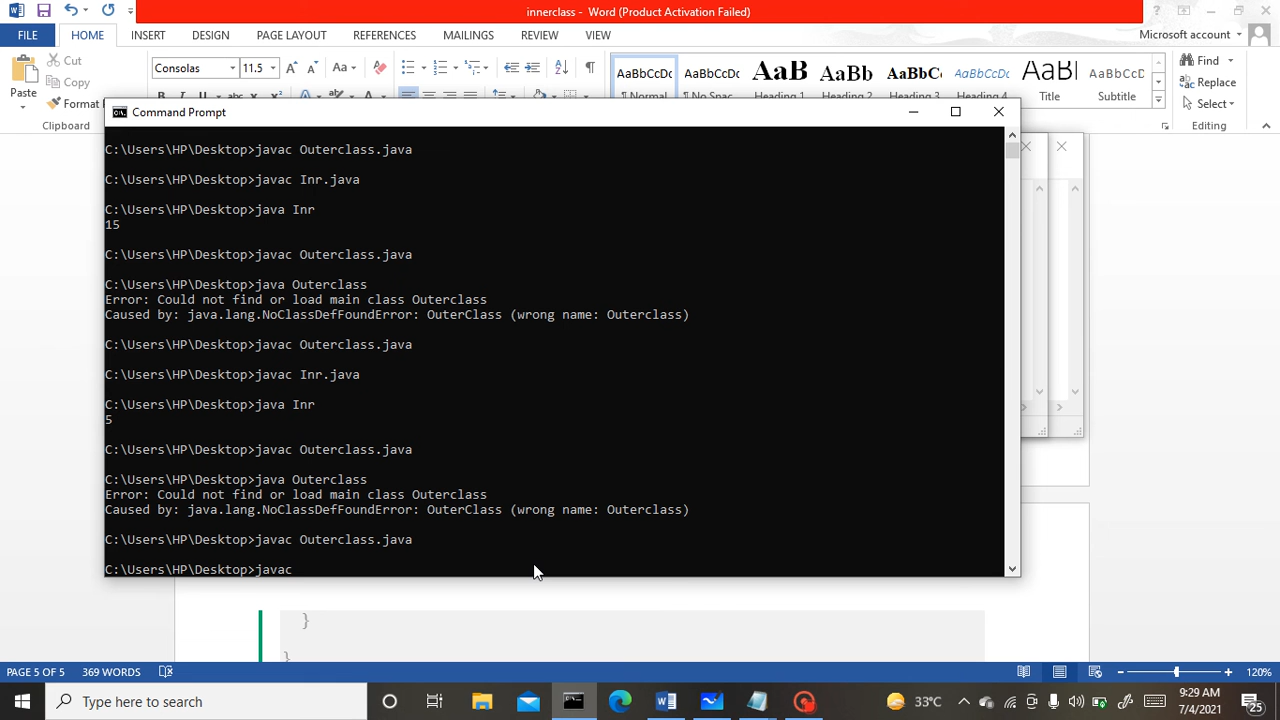 innerclass - Word (Product Activation Failed)
FILE HOME INSERT DESIGN PAGE LAYOUT REFERENCES MAILINGS REVIEW VIEW Microsoft account
Cut
Copy
Format
Paste
Clipboard
Consolas 11.5
AaBbCcDc AaBbCcDc AaB AaBb AaBbC AaBbCcDc AaBl AaBbCcDc
¶ Normal ¶ No Spac... Heading 1 Heading 2 Heading 3 Heading 4 Title Subtitle
Find
Replace
Select
Editing
Command Prompt
C:\Users\HP\Desktop>javac Outerclass.java
C:\Users\HP\Desktop>javac Inr.java
C:\Users\HP\Desktop>java Inr
15
C:\Users\HP\Desktop>javac Outerclass.java
C:\Users\HP\Desktop>java Outerclass
Error: Could not find or load main class Outerclass
Caused by: java.lang.NoClassDefFoundError: OuterClass (wrong name: Outerclass)
C:\Users\HP\Desktop>javac Outerclass.java
C:\Users\HP\Desktop>javac Inr.java
C:\Users\HP\Desktop>java Inr
5
C:\Users\HP\Desktop>javac Outerclass.java
C:\Users\HP\Desktop>java Outerclass
Error: Could not find or load main class Outerclass
Caused by: java.lang.NoClassDefFoundError: OuterClass (wrong name: Outerclass)
C:\Users\HP\Desktop>javac Outerclass.java
C:\Users\HP\Desktop>javac
}
}
PAGE 5 OF 5 369 WORDS 120%
Type here to search 33°C 9:29 AM
7/4/2021 25